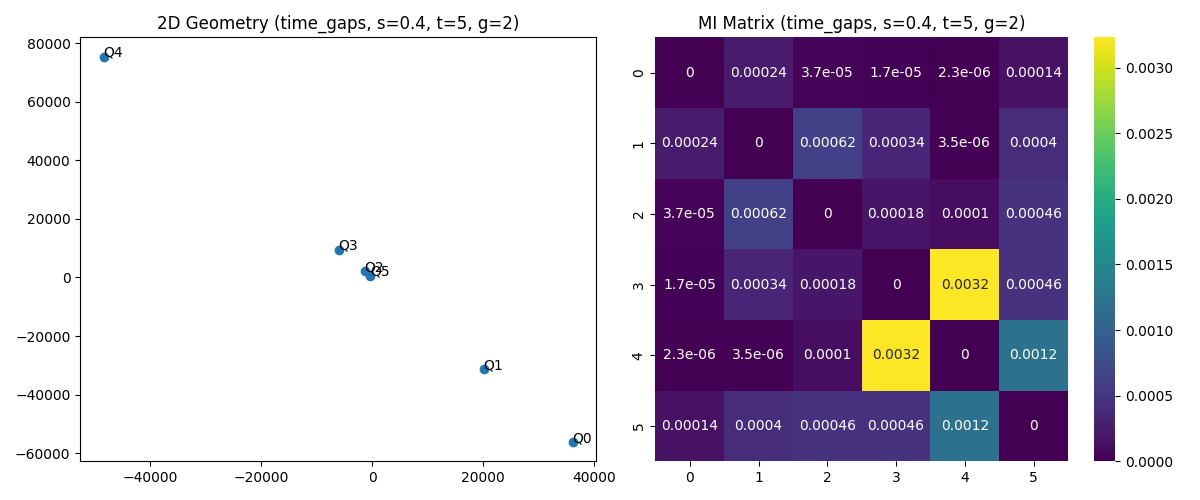 2D Geometry (time_gaps, s=0.4, t=5, g=2)
80000
60000
40000
20000
0
−20000
−40000
−60000
−40000 −20000 0 20000 40000
Q4
Q3
Q2
Q5
Q1
Q0
MI Matrix (time_gaps, s=0.4, t=5, g=2)
0 0 0.00024 3.7e-05 1.7e-05 2.3e-06 0.00014
1 0.00024 0 0.00062 0.00034 3.5e-06 0.0004
2 3.7e-05 0.00062 0 0.00018 0.0001 0.00046
3 1.7e-05 0.00034 0.00018 0 0.0032 0.00046
4 2.3e-06 3.5e-06 0.0001 0.0032 0 0.0012
5 0.00014 0.0004 0.00046 0.00046 0.0012 0
0 1 2 3 4 5
0.0030
0.0025
0.0020
0.0015
0.0010
0.0005
0.0000